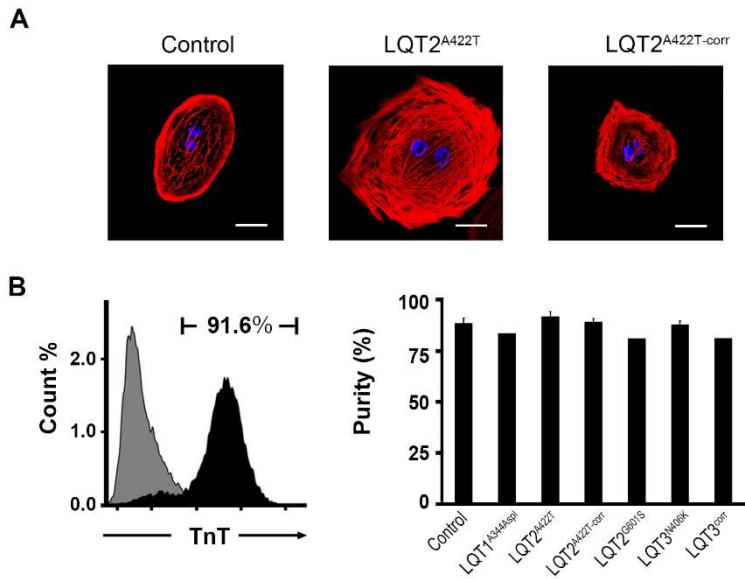 A
Control
LQT2A422T
LQT2A422T-corr
B
91.6%
Count %
2.0
1.0
0.0
TnT
Purity (%)
100
75
50
25
0
Control
LQT1A344Aspl
LQT2A422T
LQT2A422T-corr
LQT2G601S
LQT3N406K
LQT3corr